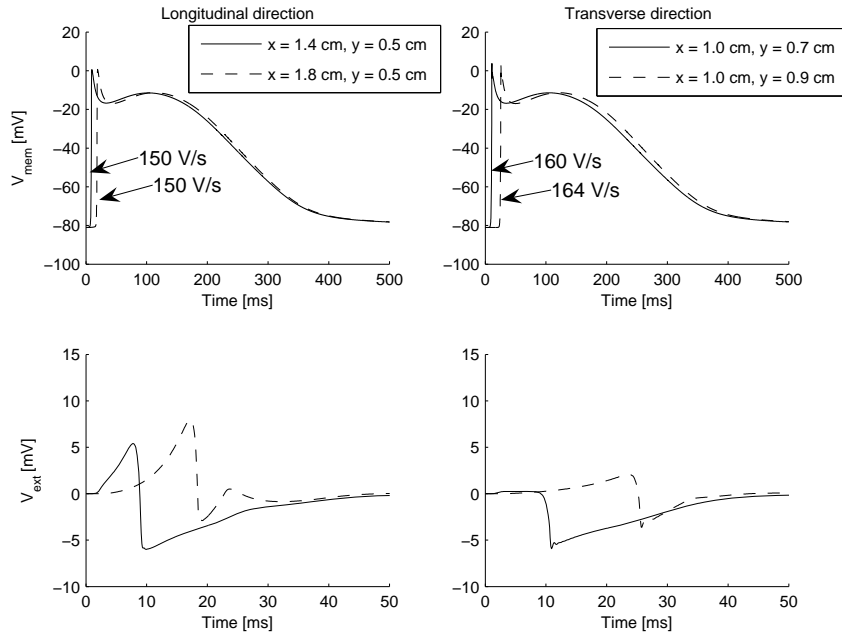 Longitudinal direction
Transverse direction
x = 1.4 cm, y = 0.5 cm
x = 1.8 cm, y = 0.5 cm
x = 1.0 cm, y = 0.7 cm
x = 1.0 cm, y = 0.9 cm
20
0
−20
−40
−60
−80
−100
V_mem [mV]
150 V/s
150 V/s
0 100 200 300 400 500
Time [ms]
20
0
−20
−40
−60
−80
−100
160 V/s
164 V/s
0 100 200 300 400 500
Time [ms]
15
10
5
0
−5
−10
V_ext [mV]
0 10 20 30 40 50
Time [ms]
15
10
5
0
−5
−10
0 10 20 30 40 50
Time [ms]